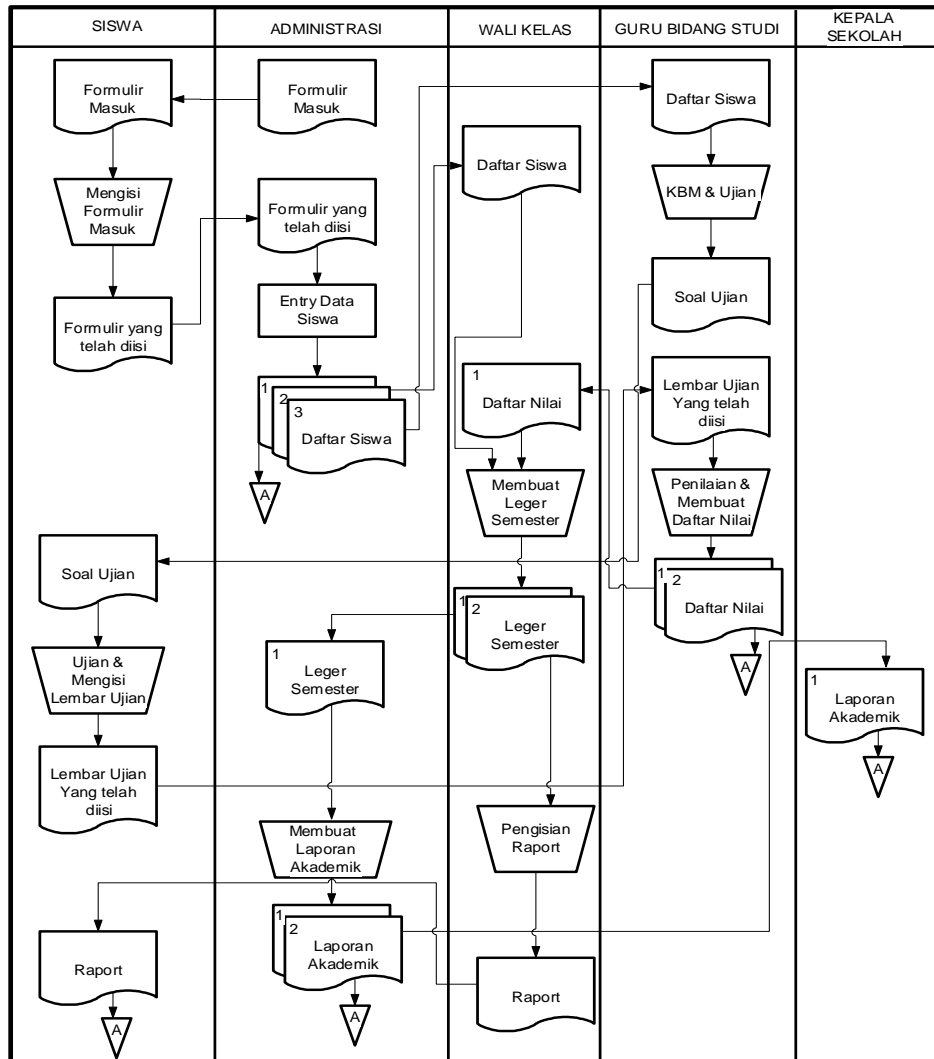 SISWA
ADMINISTRASI
WALI KELAS
GURU BIDANG STUDI
KEPALA
SEKOLAH
Formulir
Masuk
Mengisi
Formulir
Masuk
Formulir yang
telah diisi
Soal Ujian
Ujian &
Mengisi
Lembar Ujian
Lembar Ujian
Yang telah
diisi
Raport
A
Formulir
Masuk
Formulir yang
telah diisi
Entry Data
Siswa
1
2
3
Daftar Siswa
A
1
Leger
Semester
Membuat
Laporan
Akademik
1
2
Laporan
Akademik
A
Daftar Siswa
1
Daftar Nilai
Membuat
Leger
Semester
1
2
Leger
Semester
Pengisian
Raport
Raport
Daftar Siswa
KBM & Ujian
Soal Ujian
Lembar Ujian
Yang telah
diisi
Penilaian &
Membuat
Daftar Nilai
1
2
Daftar Nilai
A
1
Laporan
Akademik
A